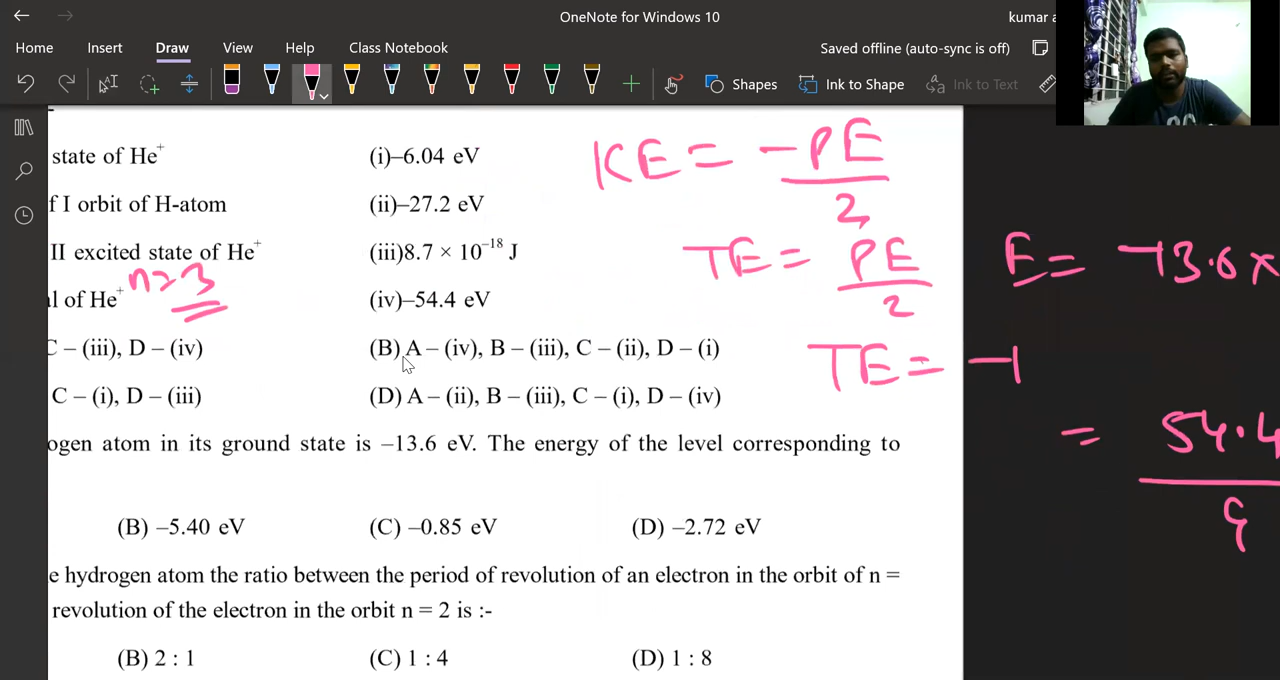 OneNote for Windows 10
kumar a
Home Insert Draw View Help Class Notebook
Saved offline (auto-sync is off)
Shapes Ink to Shape Ink to Text
state of He+ (i)–6.04 eV
f I orbit of H-atom (ii)–27.2 eV
II excited state of He+ (iii)8.7 × 10^–18 J
n=3
l of He+ (iv)–54.4 eV
C – (iii), D – (iv) (B) A – (iv), B – (iii), C – (ii), D – (i)
C – (i), D – (iii) (D) A – (ii), B – (iii), C – (i), D – (iv)
KE = -PE/2
TE = PE/2
TE = -1
E = -13.6 x
= 54.4/9
ogen atom in its ground state is –13.6 eV. The energy of the level corresponding to
(B) –5.40 eV (C) –0.85 eV (D) –2.72 eV
e hydrogen atom the ratio between the period of revolution of an electron in the orbit of n =
revolution of the electron in the orbit n = 2 is :-
(B) 2 : 1 (C) 1 : 4 (D) 1 : 8